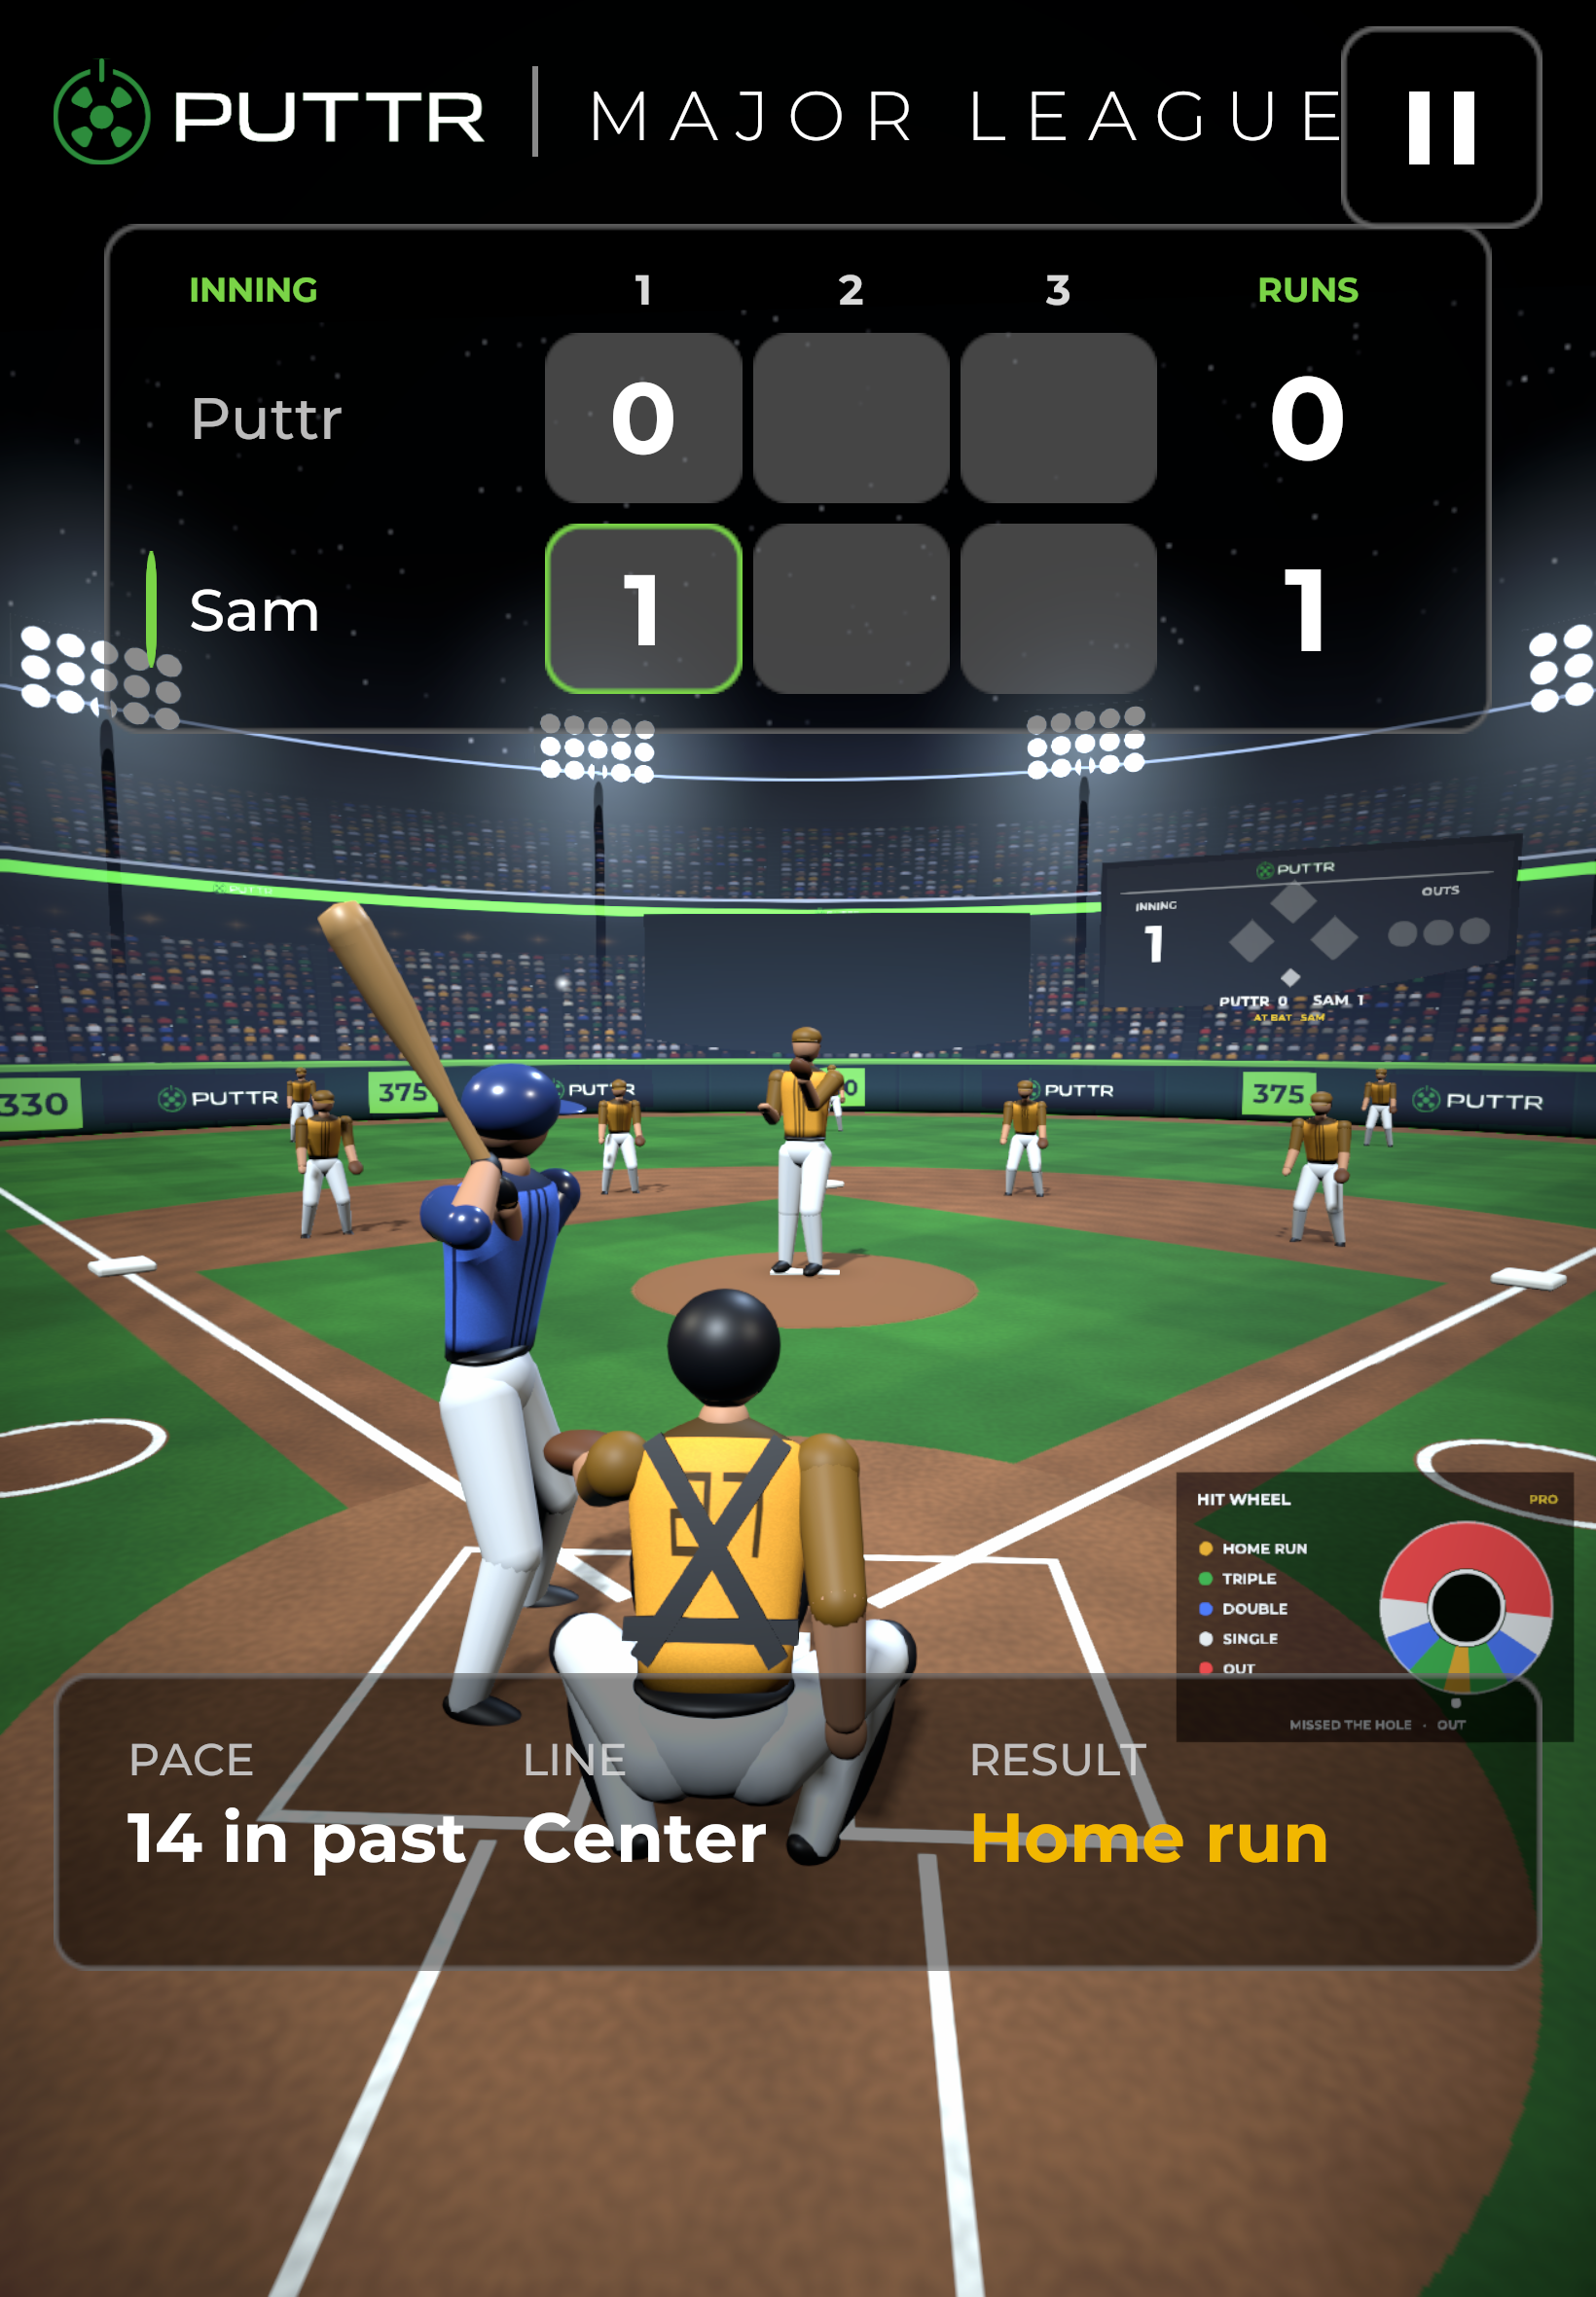 PUTTR | MAJOR LEAGUE
INNING 1 2 3 RUNS
Puttr 0 0
Sam 1 1
PUTTR
PUTTR
INNING
OUTS
1
PUTTR 0 SAM 1
AT BAT SAM
330
PUTTR
375
PUTTR
0
PUTTR
375
PUTTR
HIT WHEEL
PRO
HOME RUN
TRIPLE
DOUBLE
SINGLE
OUT
MISSED THE HOLE · OUT
PACE LINE RESULT
14 in past Center Home run